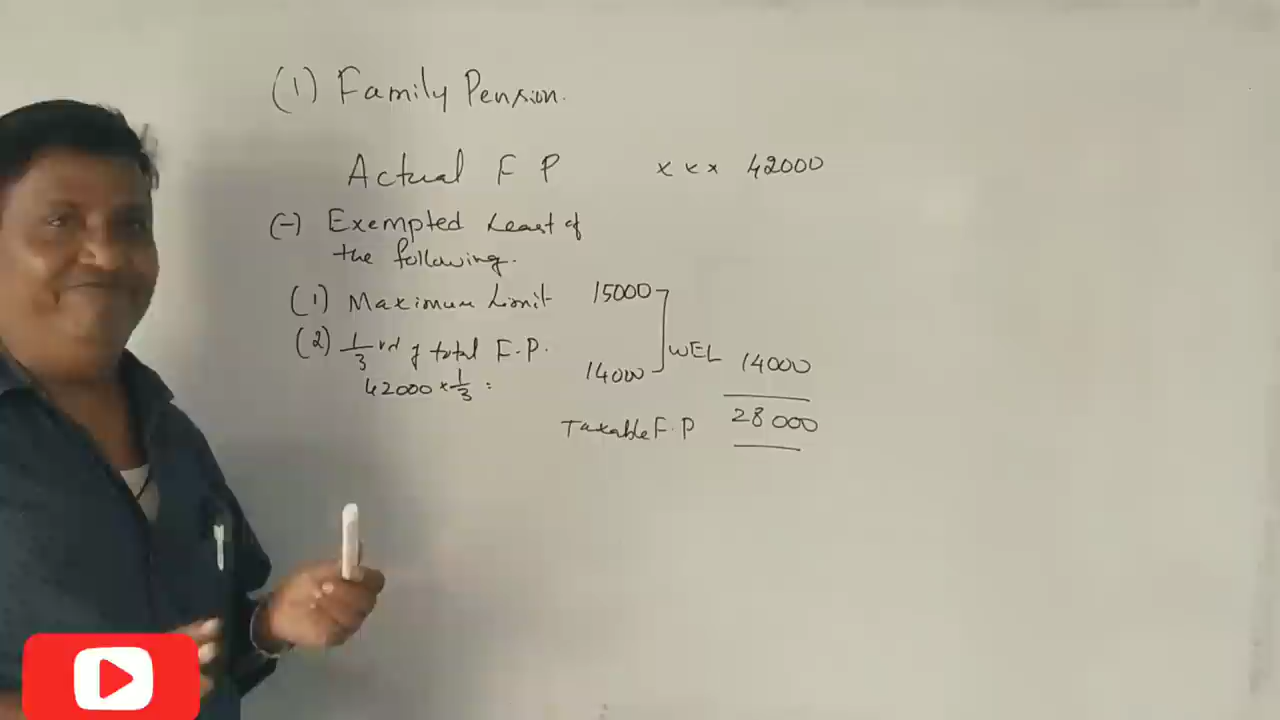 (1) Family Pension.
Actual F P x x x 42000
(-) Exempted Least of
the following.
(1) Maximum Limit 15000
(2) 1/3 rd of total F.P. 14000 WEL 14000
42000 × 1/3 =
Taxable F.P 28000